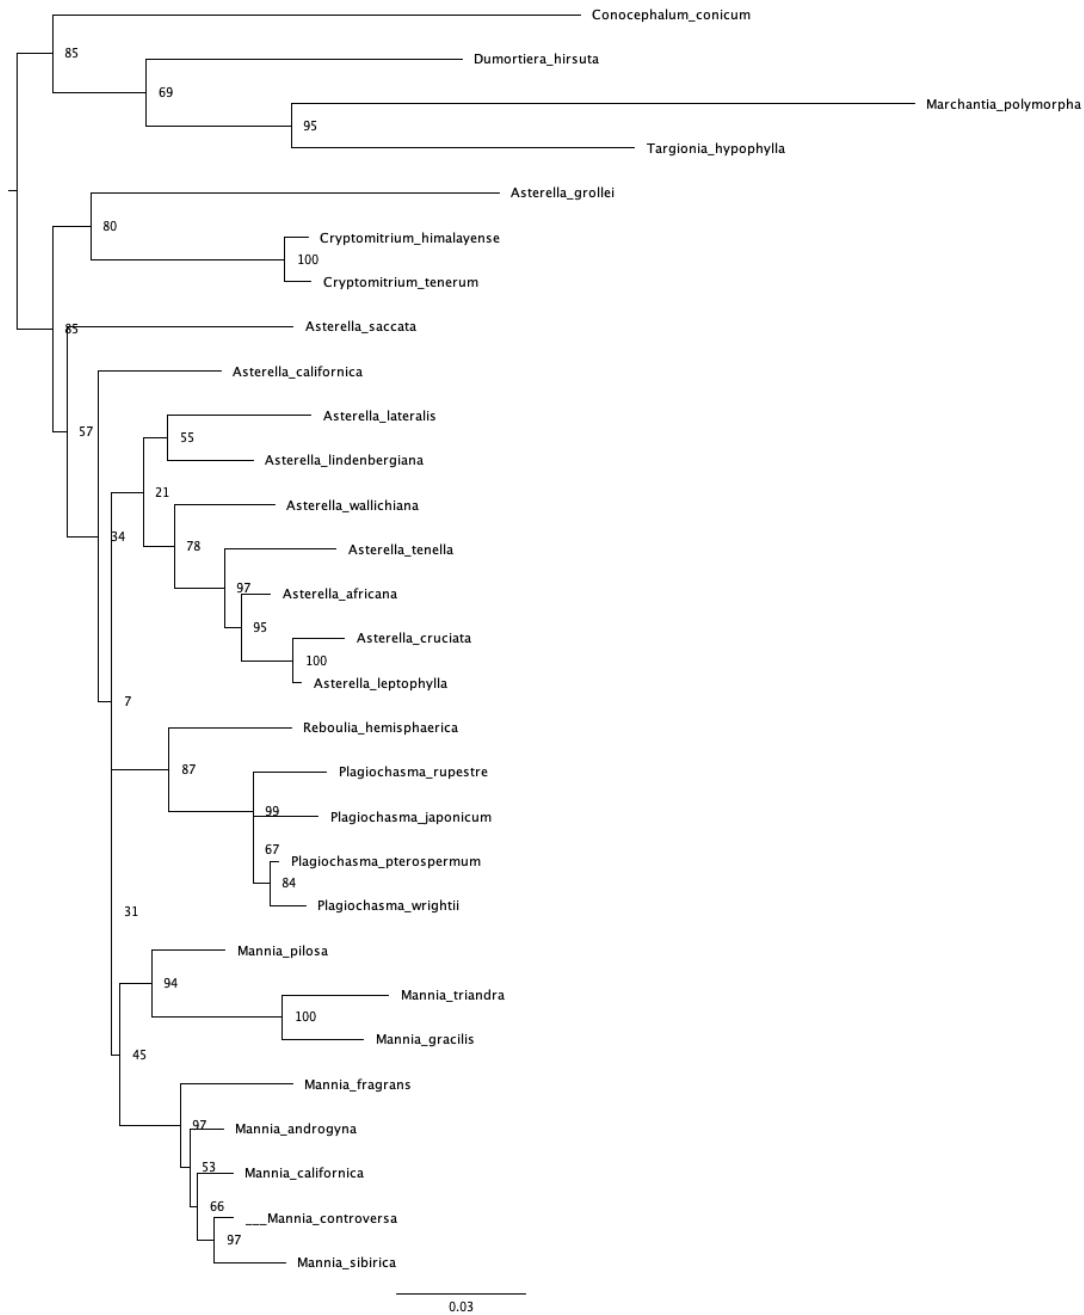 Conocephalum_conicum
85
Dumortiera_hirsuta
69
Marchantia_polymorpha
95
Targionia_hypophylla
Asterella_grollei
80
Cryptomitrium_himalayense
100
Cryptomitrium_tenerum
85
Asterella_saccata
Asterella_californica
Asterella_lateralis
57
55
Asterella_lindenbergiana
21
Asterella_wallichiana
34
78
Asterella_tenella
97
Asterella_africana
95
Asterella_cruciata
100
Asterella_leptophylla
7
Reboulia_hemisphaerica
87
Plagiochasma_rupestre
99
Plagiochasma_japonicum
67
Plagiochasma_pterospermum
84
Plagiochasma_wrightii
31
Mannia_pilosa
94
Mannia_triandra
100
Mannia_gracilis
45
Mannia_fragrans
97
Mannia_androgyna
53
Mannia_californica
66
___Mannia_controversa
97
Mannia_sibirica
0.03